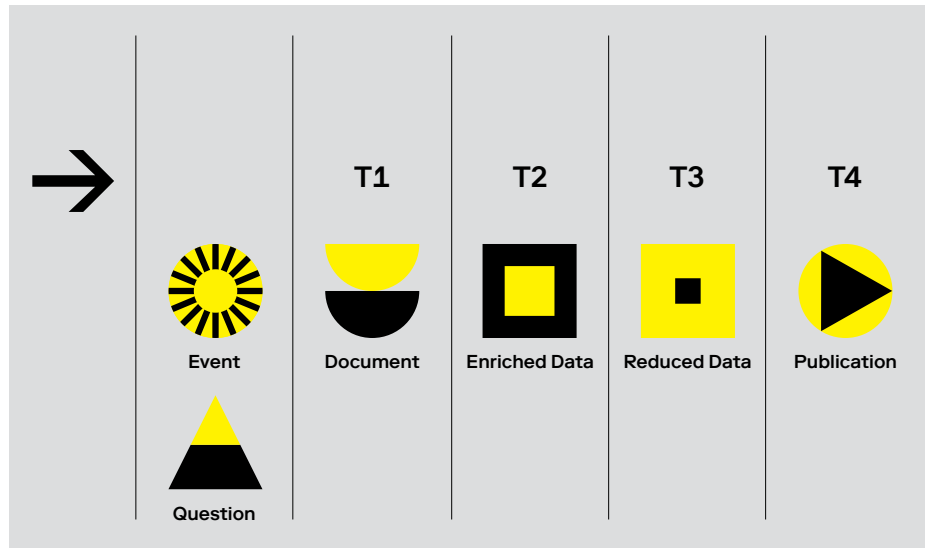 T1
T2
T3
T4
Event
Document
Enriched Data
Reduced Data
Publication
Question